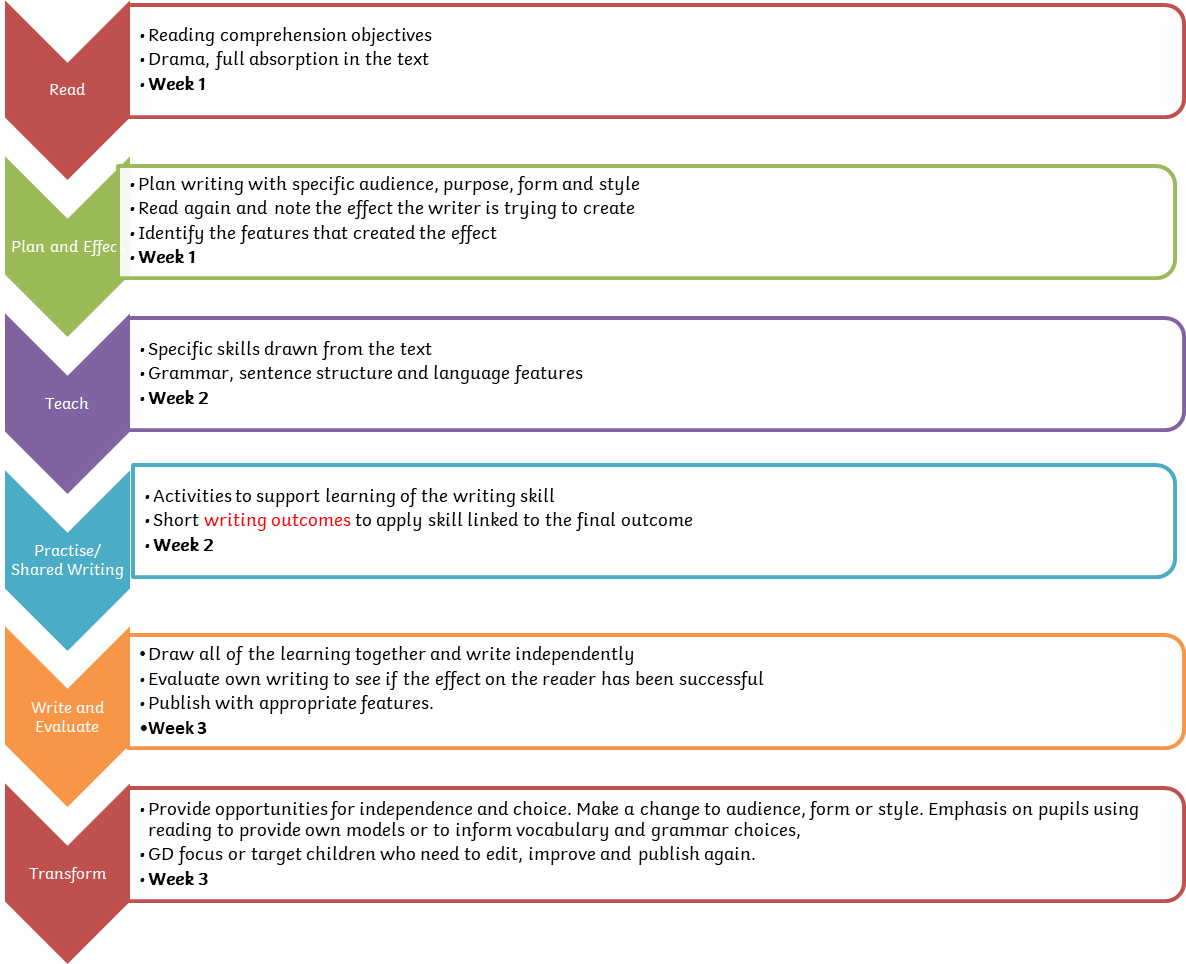 Read
• Reading comprehension objectives
• Drama, full absorption in the text
• Week 1
Plan and Effec
• Plan writing with specific audience, purpose, form and style
• Read again and note the effect the writer is trying to create
• Identify the features that created the effect
• Week 1
Teach
• Specific skills drawn from the text
• Grammar, sentence structure and language features
• Week 2
Practise/
Shared Writing
• Activities to support learning of the writing skill
• Short writing outcomes to apply skill linked to the final outcome
• Week 2
Write and
Evaluate
• Draw all of the learning together and write independently
• Evaluate own writing to see if the effect on the reader has been successful
• Publish with appropriate features.
• Week 3
Transform
• Provide opportunities for independence and choice. Make a change to audience, form or style. Emphasis on pupils using
reading to provide own models or to inform vocabulary and grammar choices,
• GD focus or target children who need to edit, improve and publish again.
• Week 3